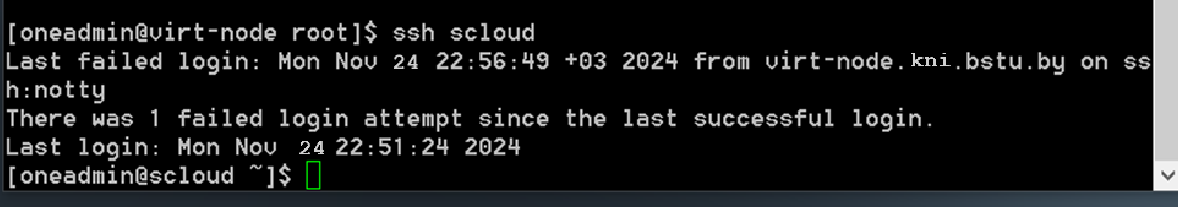 [oneadmin@virt-node root]$ ssh scloud
Last failed login: Mon Nov 24 22:56:49 +03 2024 from virt-node.kni.bstu.by on ss
h:notty
There was 1 failed login attempt since the last successful login.
Last login: Mon Nov 24 22:51:24 2024
[oneadmin@scloud ~]$